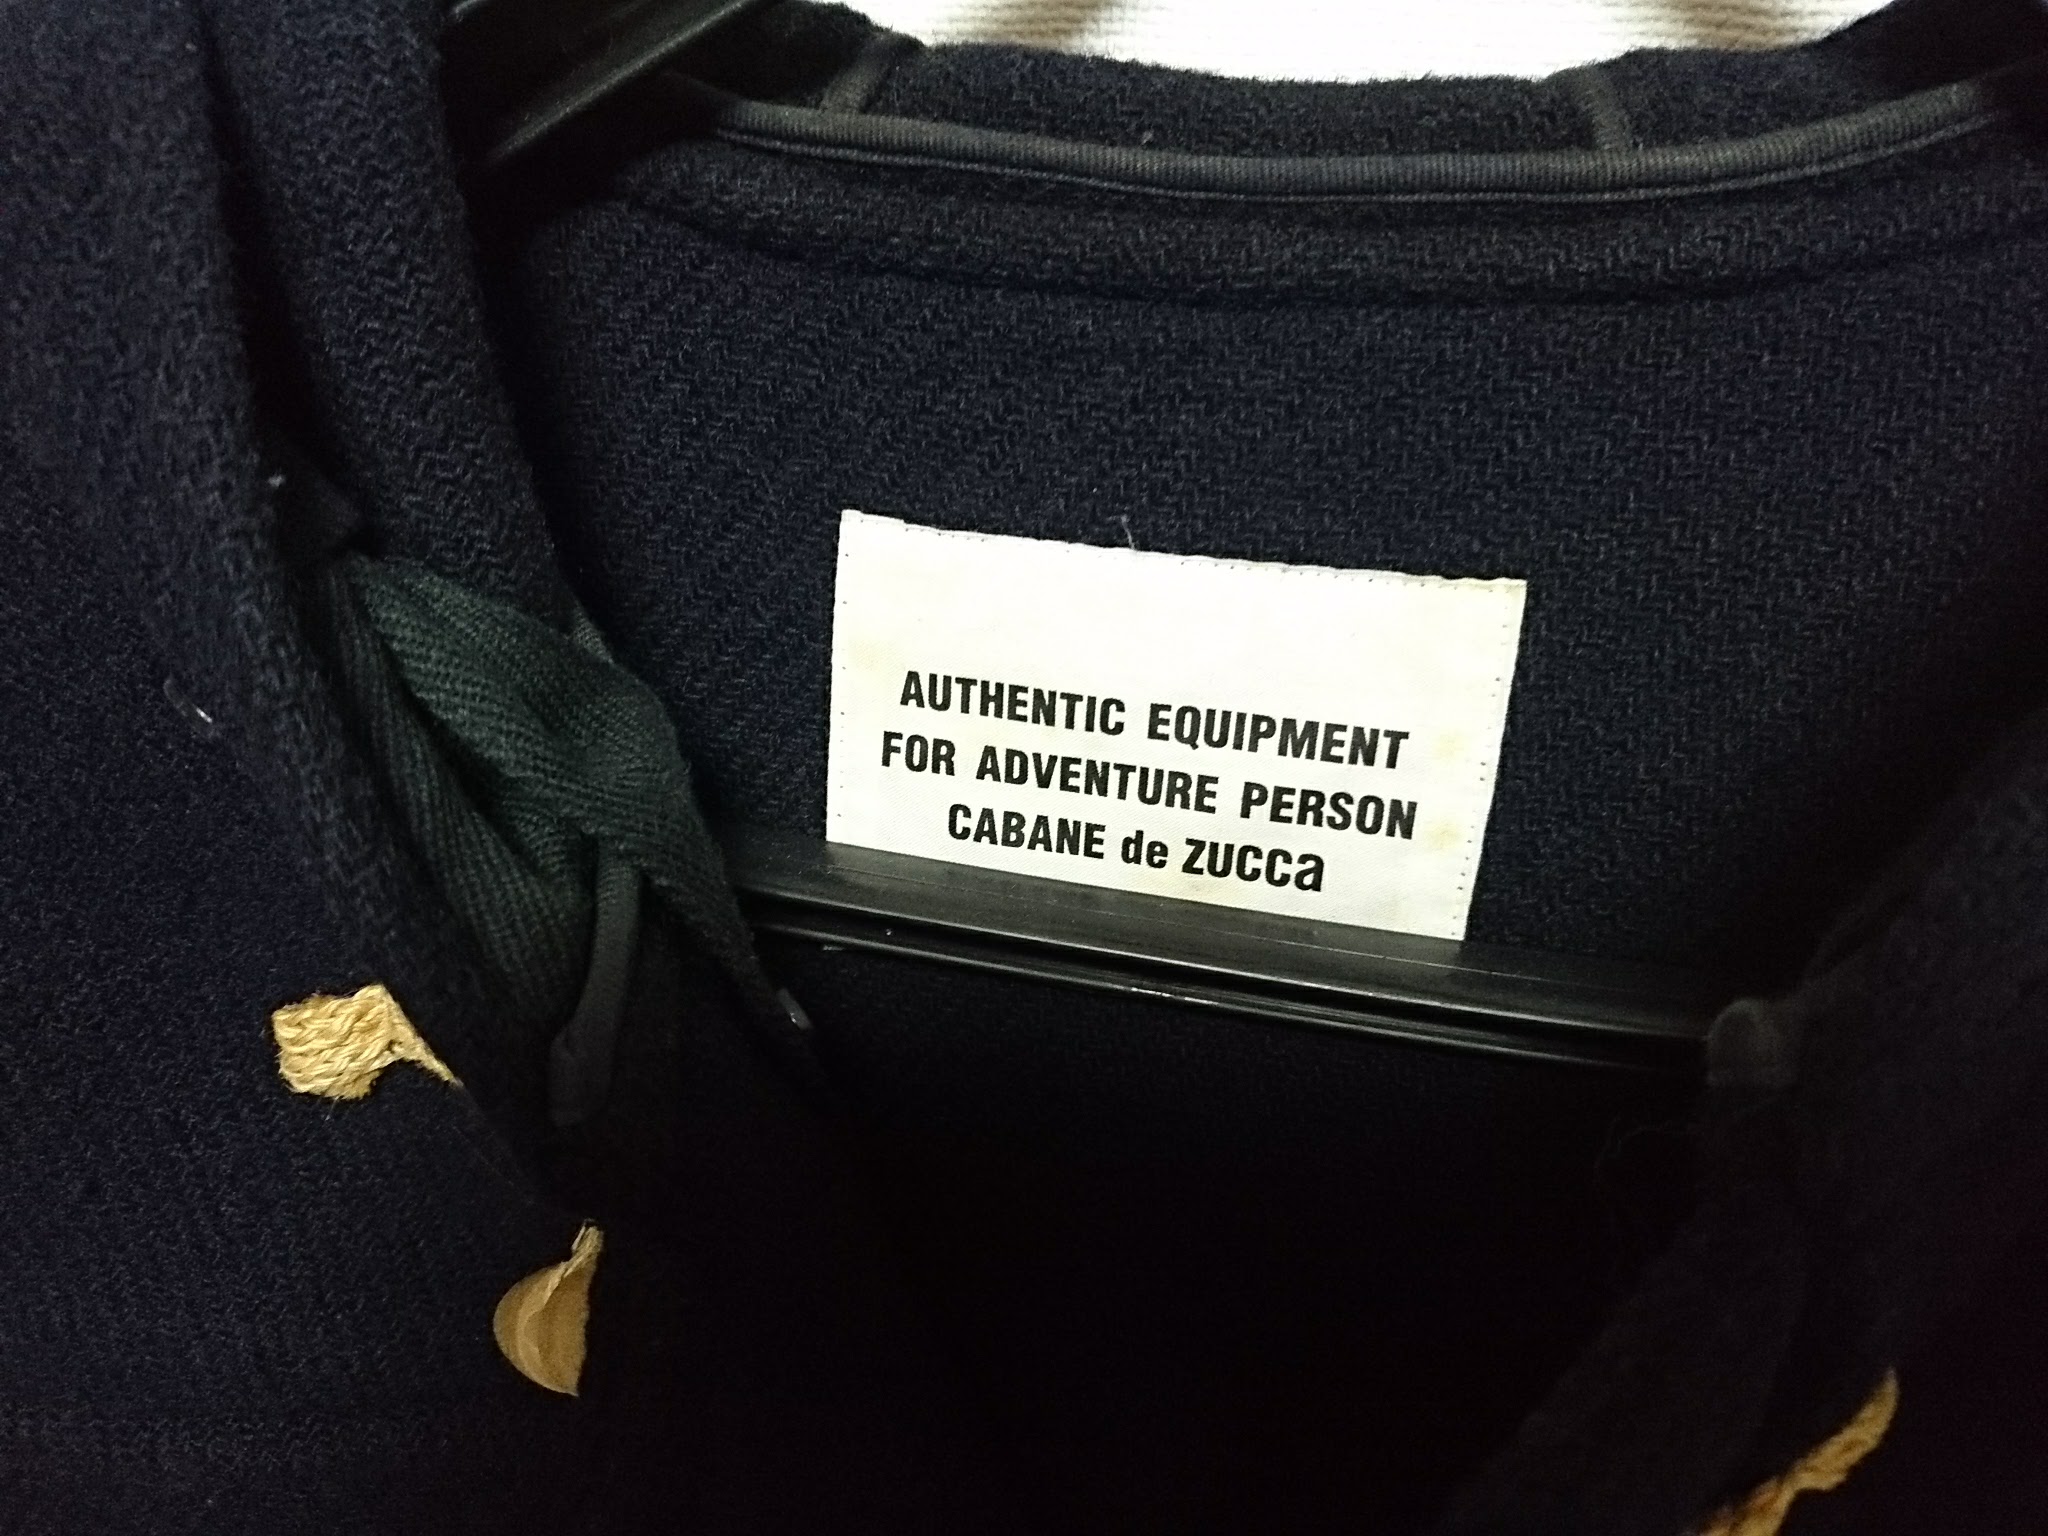 AUTHENTIC EQUIPMENT
FOR ADVENTURE PERSON
CABANE de ZUCCa